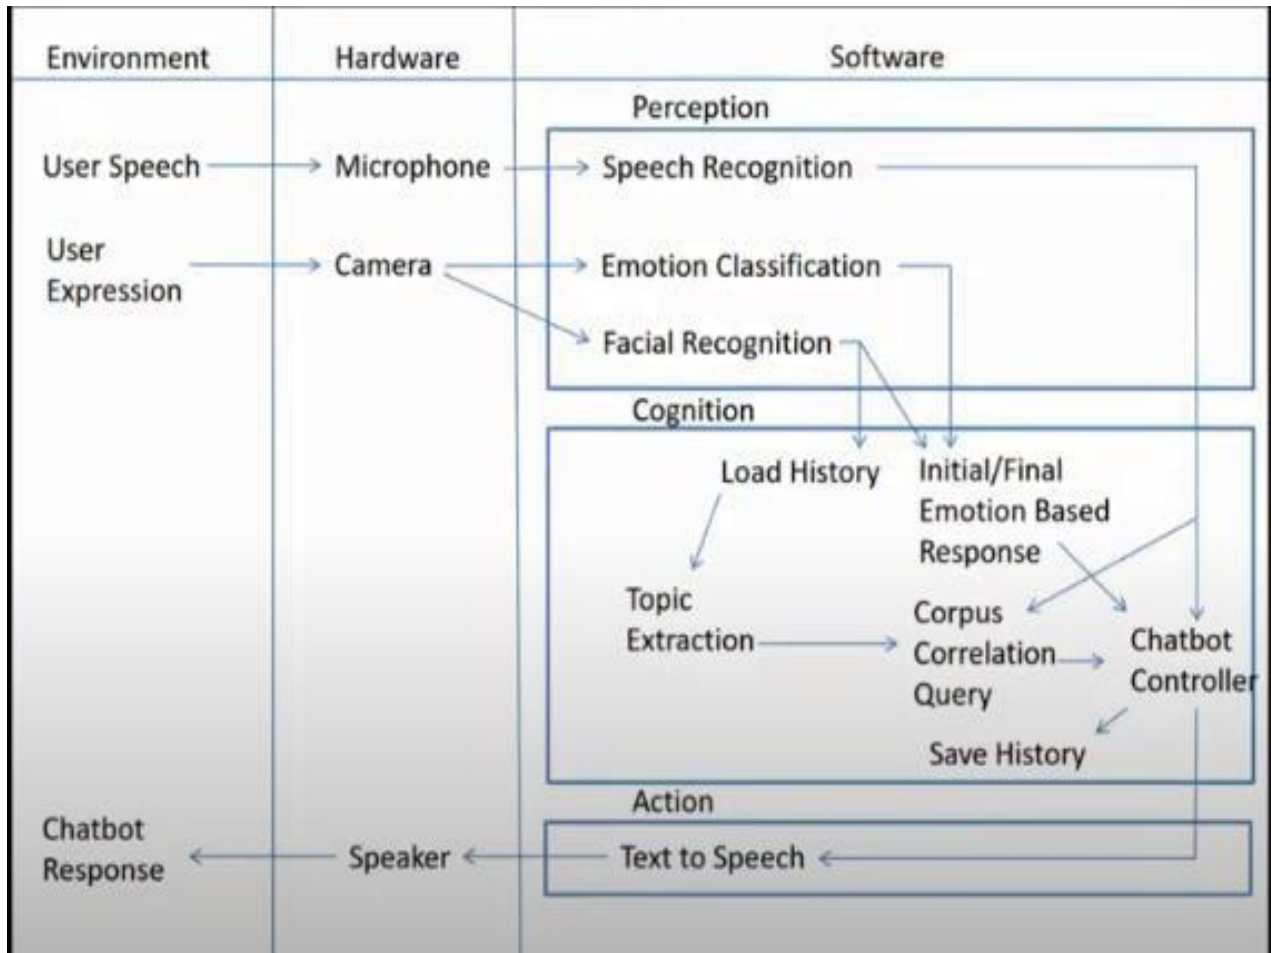 Environment
Hardware
Software
Perception
User Speech
Microphone
Speech Recognition
User
Expression
Camera
Emotion Classification
Facial Recognition
Cognition
Load History
Initial/Final
Emotion Based
Response
Topic
Extraction
Corpus
Correlation
Query
Chatbot
Controller
Save History
Action
Chatbot
Response
Speaker
Text to Speech